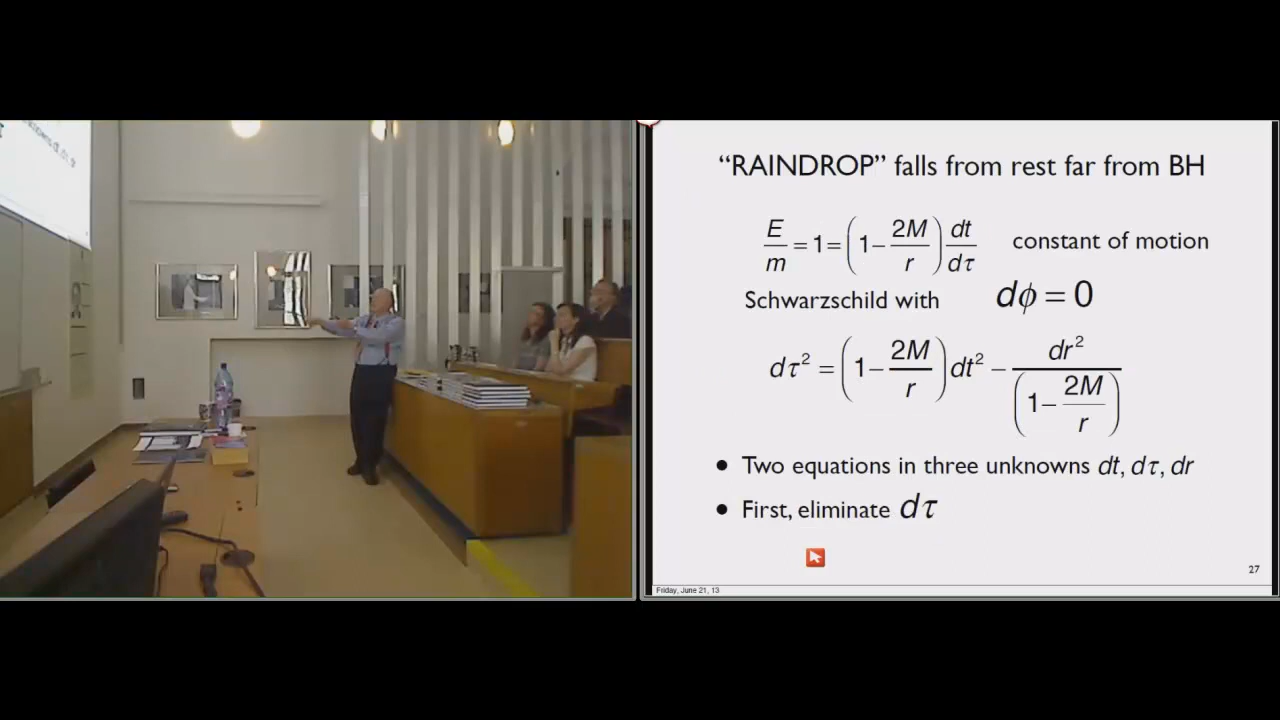 “RAINDROP” falls from rest far from BH
E/m = 1 = (1 − 2M/r) dt/dτ constant of motion
Schwarzschild with dϕ = 0
dτ² = (1 − 2M/r) dt² − dr²/(1 − 2M/r)
• Two equations in three unknowns dt, dτ, dr
• First, eliminate dτ
27
Friday, June 21, 13